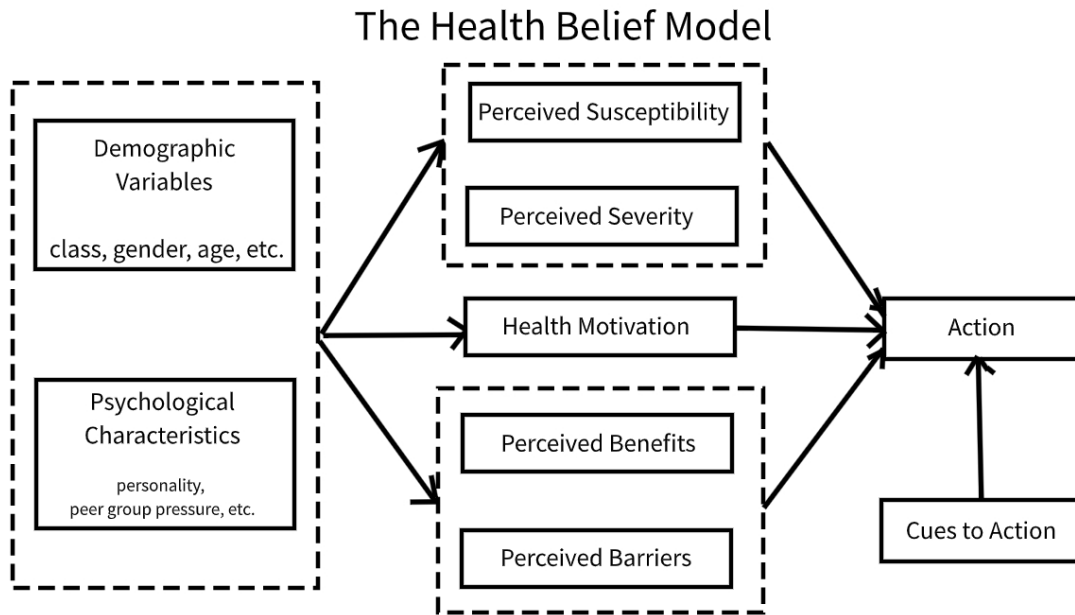 The Health Belief Model
Demographic
Variables
class, gender, age, etc.
Psychological
Characteristics
personality,
peer group pressure, etc.
Perceived Susceptibility
Perceived Severity
Health Motivation
Perceived Benefits
Perceived Barriers
Action
Cues to Action